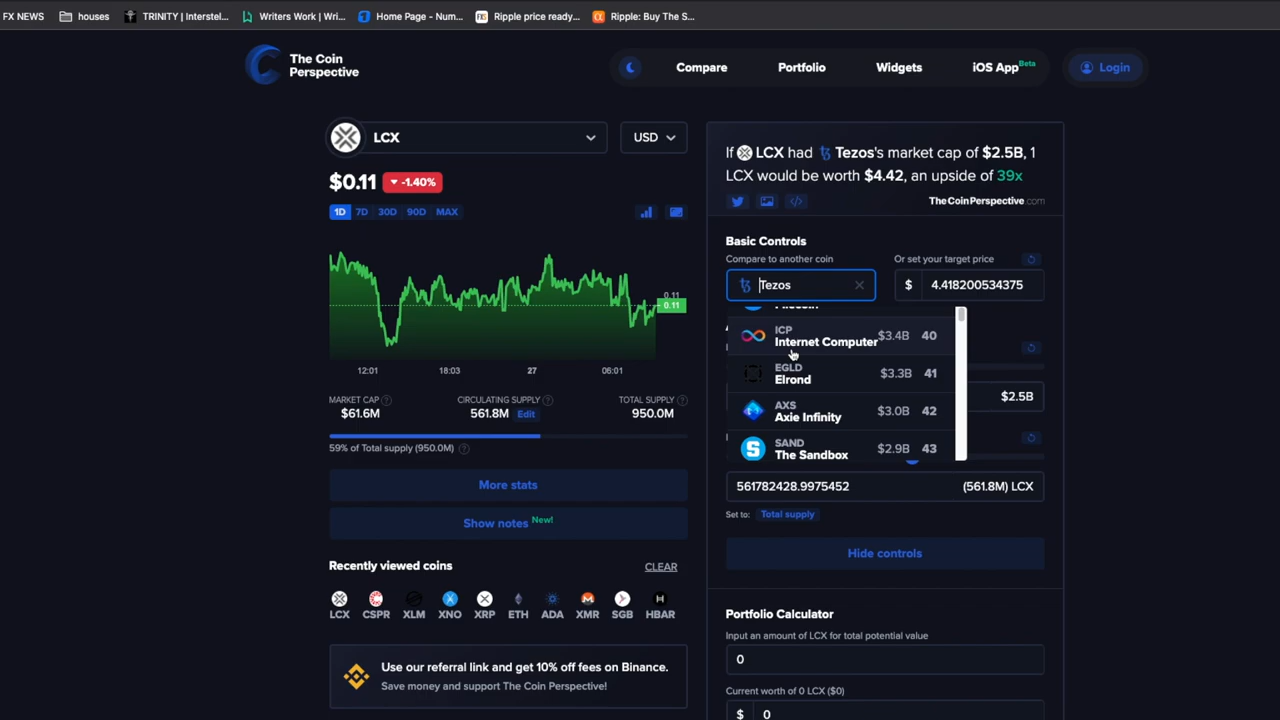 FX NEWS
houses
TRINITY | Interstel...
Writers Work | Wri...
Home Page - Num...
Ripple price ready...
Ripple: Buy The S...
The Coin
Perspective
Compare
Portfolio
Widgets
iOS App Beta
Login
LCX
USD
$0.11
-1.40%
1D 7D 30D 90D MAX
0.11
0.11
12:01 18:03 27 06:01
MARKET CAP ?
$61.6M
CIRCULATING SUPPLY ?
561.8M Edit
TOTAL SUPPLY ?
950.0M
59% of Total supply (950.0M) ?
More stats
Show notes New!
Recently viewed coins
CLEAR
LCX CSPR XLM XNO XRP ETH ADA XMR SGB HBAR
Use our referral link and get 10% off fees on Binance.
Save money and support The Coin Perspective!
If LCX had Tezos's market cap of $2.5B, 1
LCX would be worth $4.42, an upside of 39x
TheCoinPerspective.com
Basic Controls
Compare to another coin
Or set your target price
Tezos
$ 4.418200534375
ICP
Internet Computer $3.4B 40
EGLD
Elrond $3.3B 41
AXS
Axie Infinity $3.0B 42
SAND
The Sandbox $2.9B 43
$2.5B
561782428.9975452 (561.8M) LCX
Set to: Total supply
Hide controls
Portfolio Calculator
Input an amount of LCX for total potential value
0
Current worth of 0 LCX ($0)
$ 0